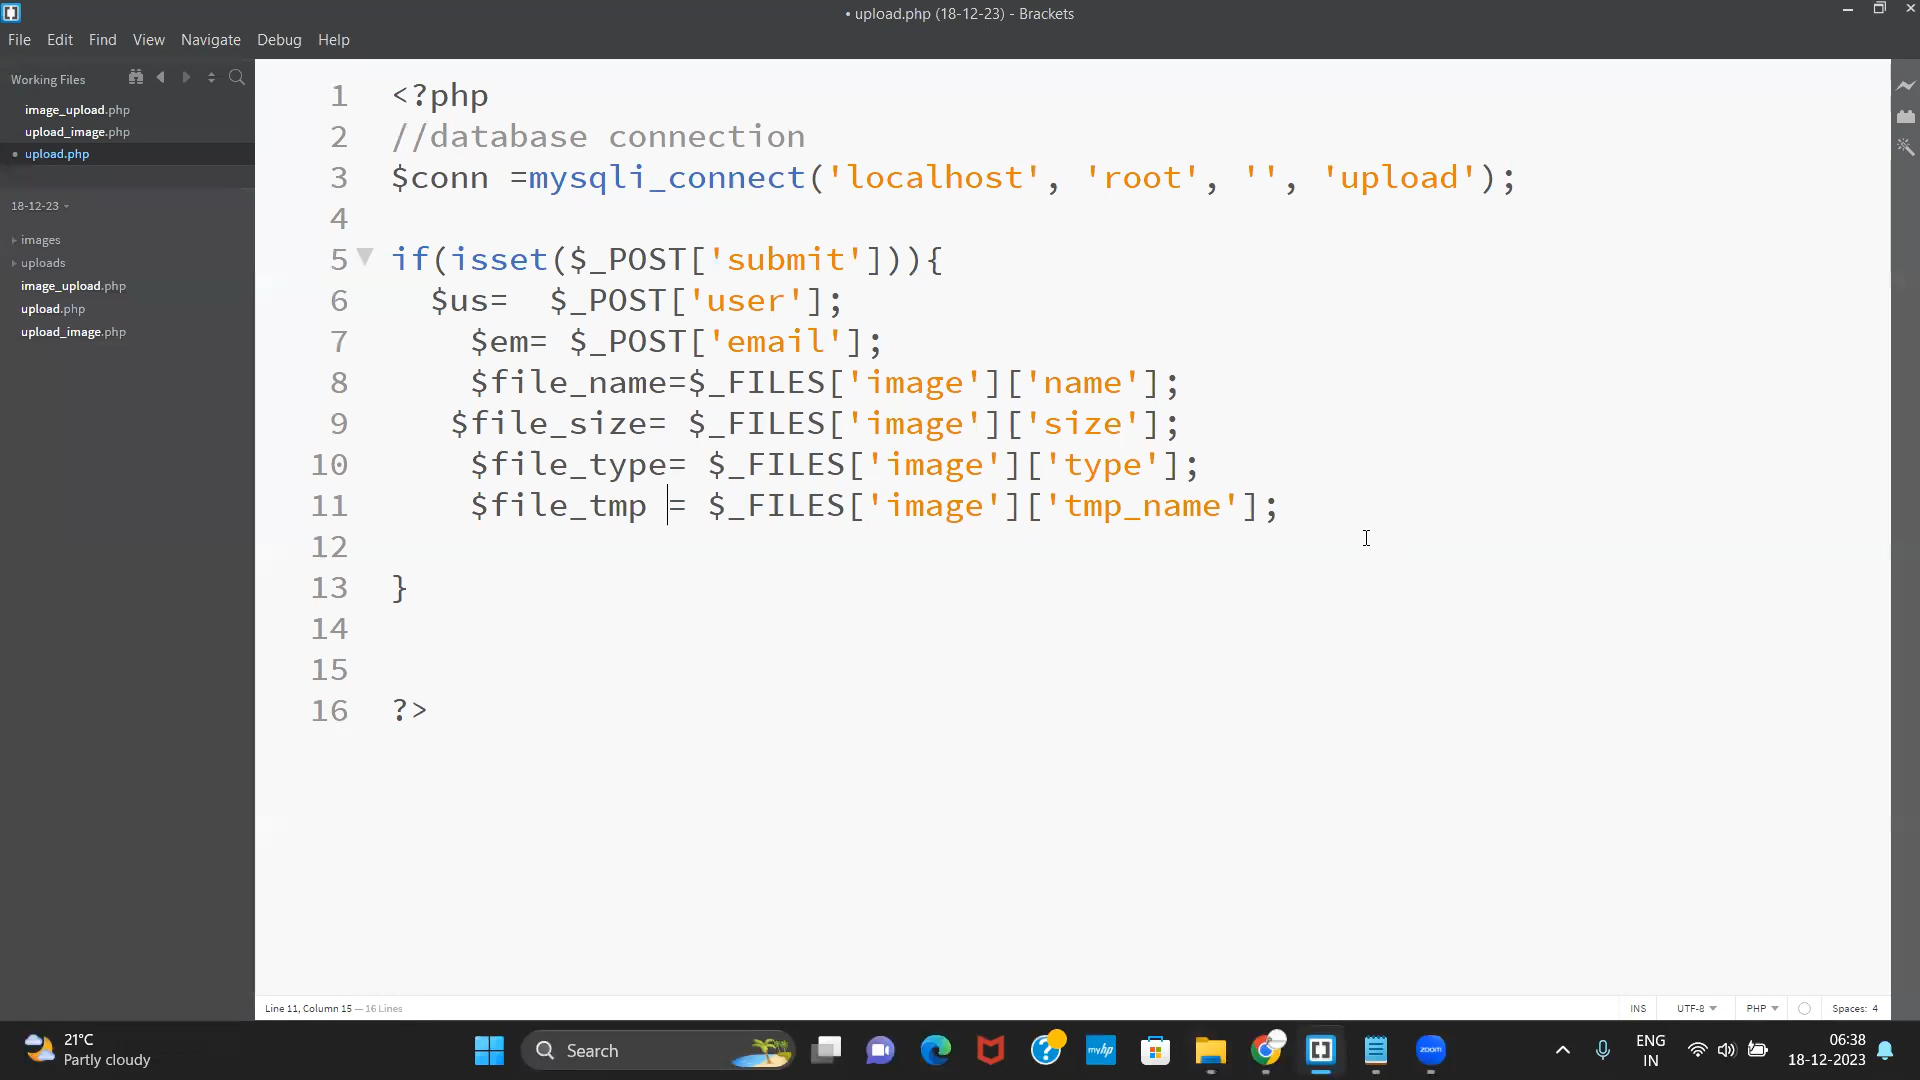 • upload.php (18-12-23) - Brackets
File Edit Find View Navigate Debug Help
Working Files
image_upload.php
upload_image.php
• upload.php
18-12-23
images
uploads
image_upload.php
upload.php
upload_image.php
1 <?php
2 //database connection
3 $conn =mysqli_connect('localhost', 'root', '', 'upload');
4
5 if(isset($_POST['submit'])){
6 $us=  $_POST['user'];
7 $em= $_POST['email'];
8 $file_name=$_FILES['image']['name'];
9 $file_size= $_FILES['image']['size'];
10 $file_type= $_FILES['image']['type'];
11 $file_tmp = $_FILES['image']['tmp_name'];
12
13 }
14
15
16 ?>
Line 11, Column 15 — 16 Lines
INS UTF-8 PHP Spaces: 4
21°C
Partly cloudy
Search
myhp
zoom
ENG
IN
06:38
18-12-2023